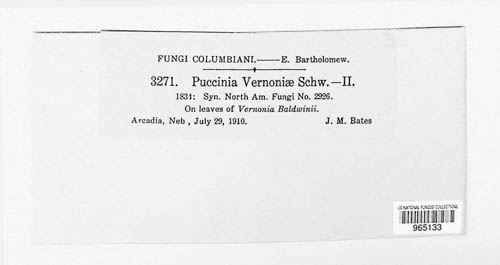 FUNGI COLUMBIANI.——E. Bartholomew.
3271. Puccinia Vernoniæ Schw.—II.
1831: Syn. North Am. Fungi No. 2926.
On leaves of Vernonia Baldwinii.
Arcadia, Neb , July 29, 1910. J. M. Bates
US NATIONAL FUNGUS COLLECTIONS
965133